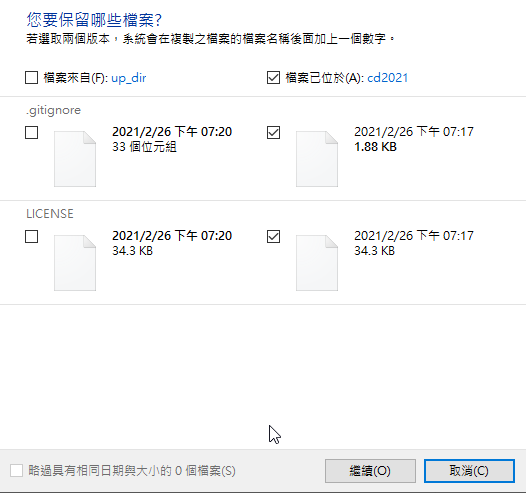 您要保留哪些檔案?
若選取兩個版本，系統會在複製之檔案的檔案名稱後面加上一個數字。
檔案來自(F): up_dir
檔案已位於(A): cd2021
.gitignore
2021/2/26 下午 07:20
33 個位元組
2021/2/26 下午 07:17
1.88 KB
LICENSE
2021/2/26 下午 07:20
34.3 KB
2021/2/26 下午 07:17
34.3 KB
略過具有相同日期與大小的 0 個檔案(S)
繼續(O)
取消(C)